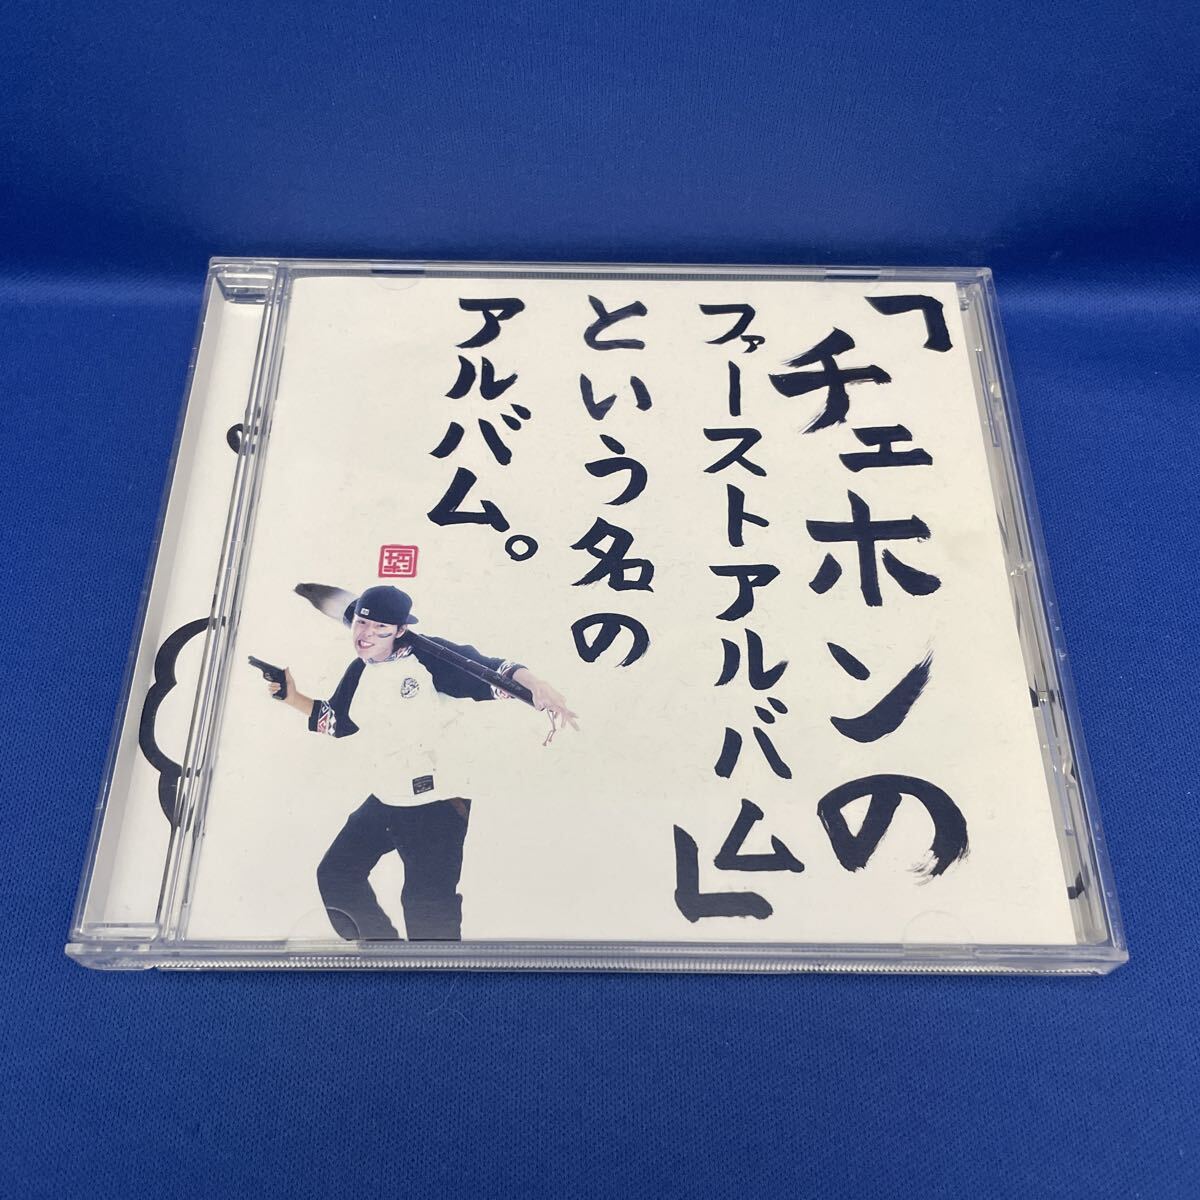 「チェホンの
ファーストアルバム」
という名の
アルバム。